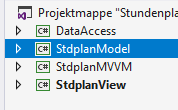 Projektmappe "Stundenpla
C# DataAccess
C# StdplanModel
C# StdplanMVVM
C# StdplanView